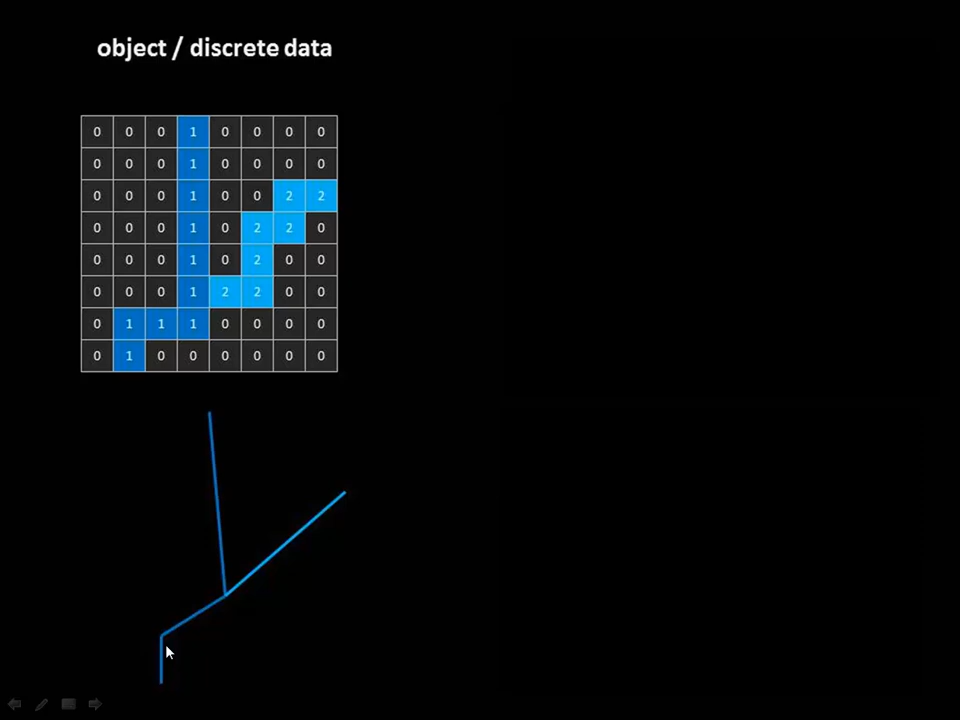 object / discrete data
0 0 0 1 0 0 0 0
0 0 0 1 0 0 0 0
0 0 0 1 0 0 2 2
0 0 0 1 0 2 2 0
0 0 0 1 0 2 0 0
0 0 0 1 2 2 0 0
0 1 1 1 0 0 0 0
0 1 0 0 0 0 0 0